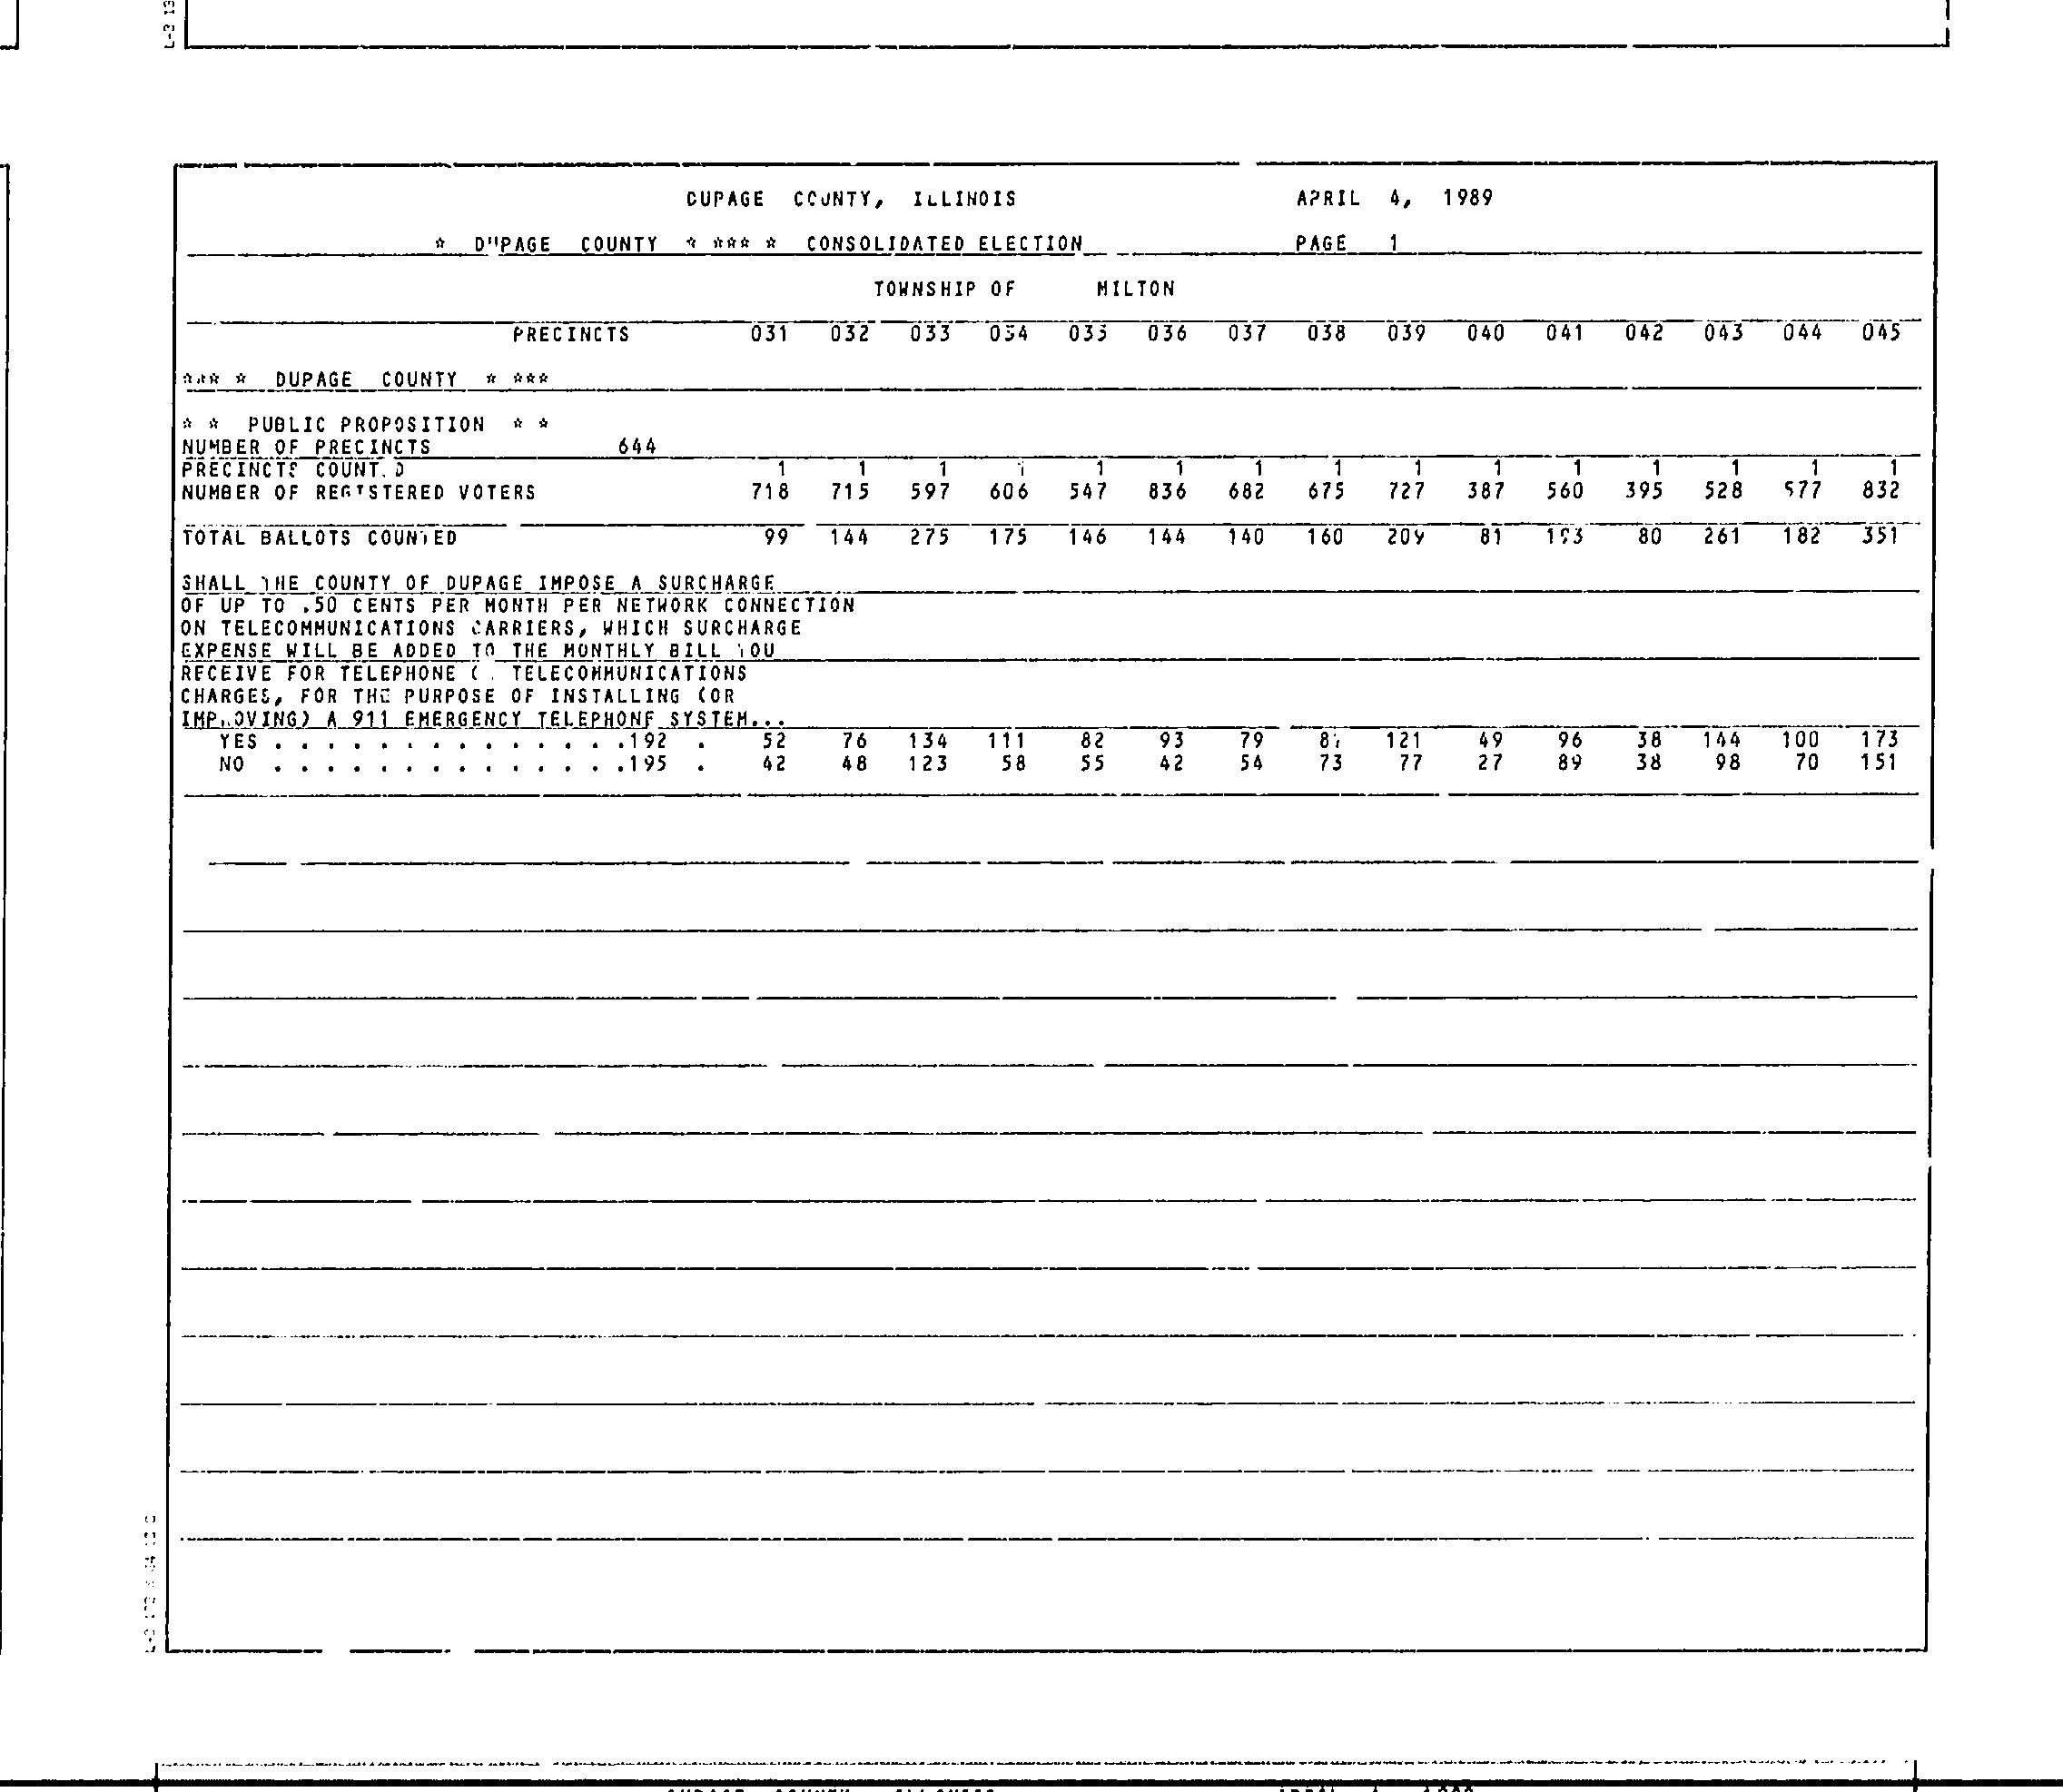 DUPAGE COUNTY, ILLINOIS APRIL 4, 1989
* DUPAGE COUNTY * *** * CONSOLIDATED ELECTION PAGE 1
TOWNSHIP OF MILTON
PRECINCTS 031 032 033 034 035 036 037 038 039 040 041 042 043 044 045
*** * DUPAGE COUNTY * ***
* * PUBLIC PROPOSITION * *
NUMBER OF PRECINCTS 644
PRECINCTS COUNTED 1 1 1 1 1 1 1 1 1 1 1 1 1 1 1
NUMBER OF REGISTERED VOTERS 718 715 597 606 547 836 682 675 727 387 560 395 528 577 832
TOTAL BALLOTS COUNTED 99 144 275 175 146 144 140 160 209 81 80 261 182 351
SHALL THE COUNTY OF DUPAGE IMPOSE A SURCHARGE
OF UP TO .50 CENTS PER MONTH PER NETWORK CONNECTION
ON TELECOMMUNICATIONS CARRIERS, WHICH SURCHARGE
EXPENSE WILL BE ADDED TO THE MONTHLY BILL YOU
RECEIVE FOR TELEPHONE TELECOMMUNICATIONS
CHARGES, FOR THE PURPOSE OF INSTALLING (OR
IMPROVING) A 911 EMERGENCY TELEPHONE SYSTEM...
YES . . . . . . . . . . . . . .192 . 52 76 134 111 82 93 79 121 49 96 38 144 100 173
NO . . . . . . . . . . . . . .195 . 42 48 123 58 55 42 54 73 77 27 89 38 98 70 151